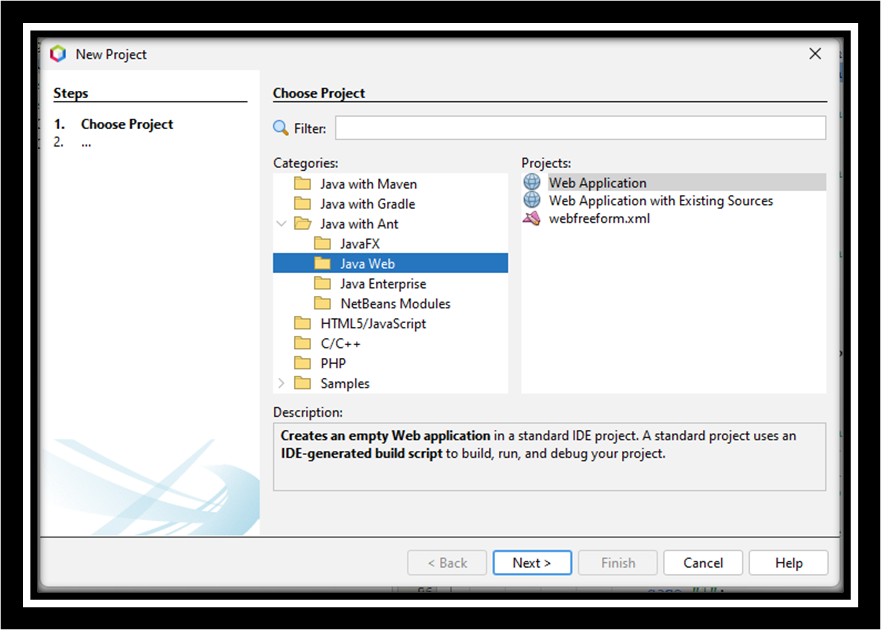 New Project
Steps
1. Choose Project
2. ...
Choose Project
Filter:
Categories:
Java with Maven
Java with Gradle
Java with Ant
JavaFX
Java Web
Java Enterprise
NetBeans Modules
HTML5/JavaScript
C/C++
PHP
Samples
Projects:
Web Application
Web Application with Existing Sources
webfreeform.xml
Description:
Creates an empty Web application in a standard IDE project. A standard project uses an
IDE-generated build script to build, run, and debug your project.
< Back
Next >
Finish
Cancel
Help